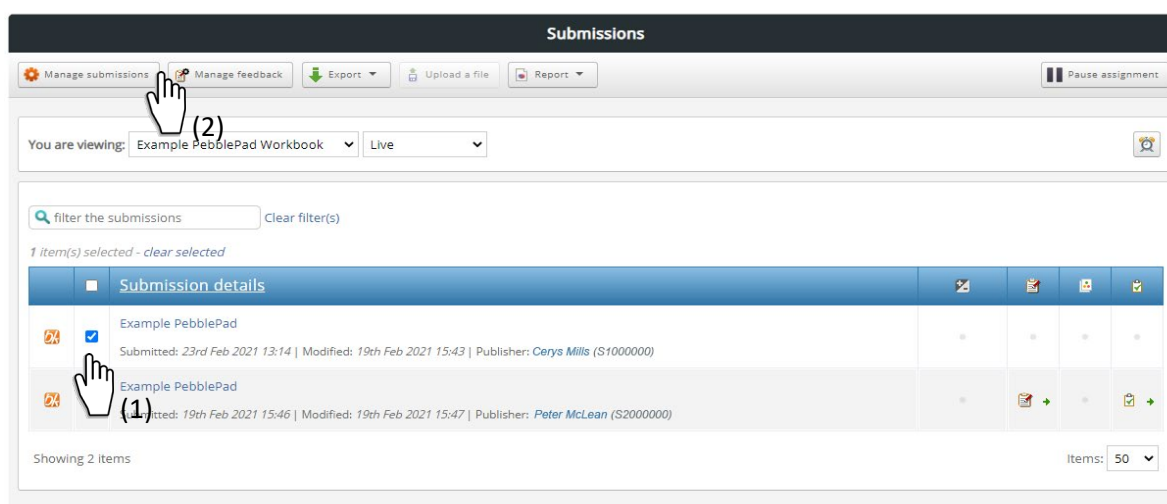 Submissions
Manage submissions Manage feedback Export Upload a file Report Pause assignment
(2)
You are viewing: Example PebblePad Workbook Live
filter the submissions Clear filter(s)
1 item(s) selected - clear selected
Submission details
Example PebblePad
Submitted: 23rd Feb 2021 13:14 | Modified: 19th Feb 2021 15:43 | Publisher: Cerys Mills (S1000000)
Example PebblePad
(1)
Submitted: 19th Feb 2021 15:46 | Modified: 19th Feb 2021 15:47 | Publisher: Peter McLean (S2000000)
Showing 2 items Items: 50